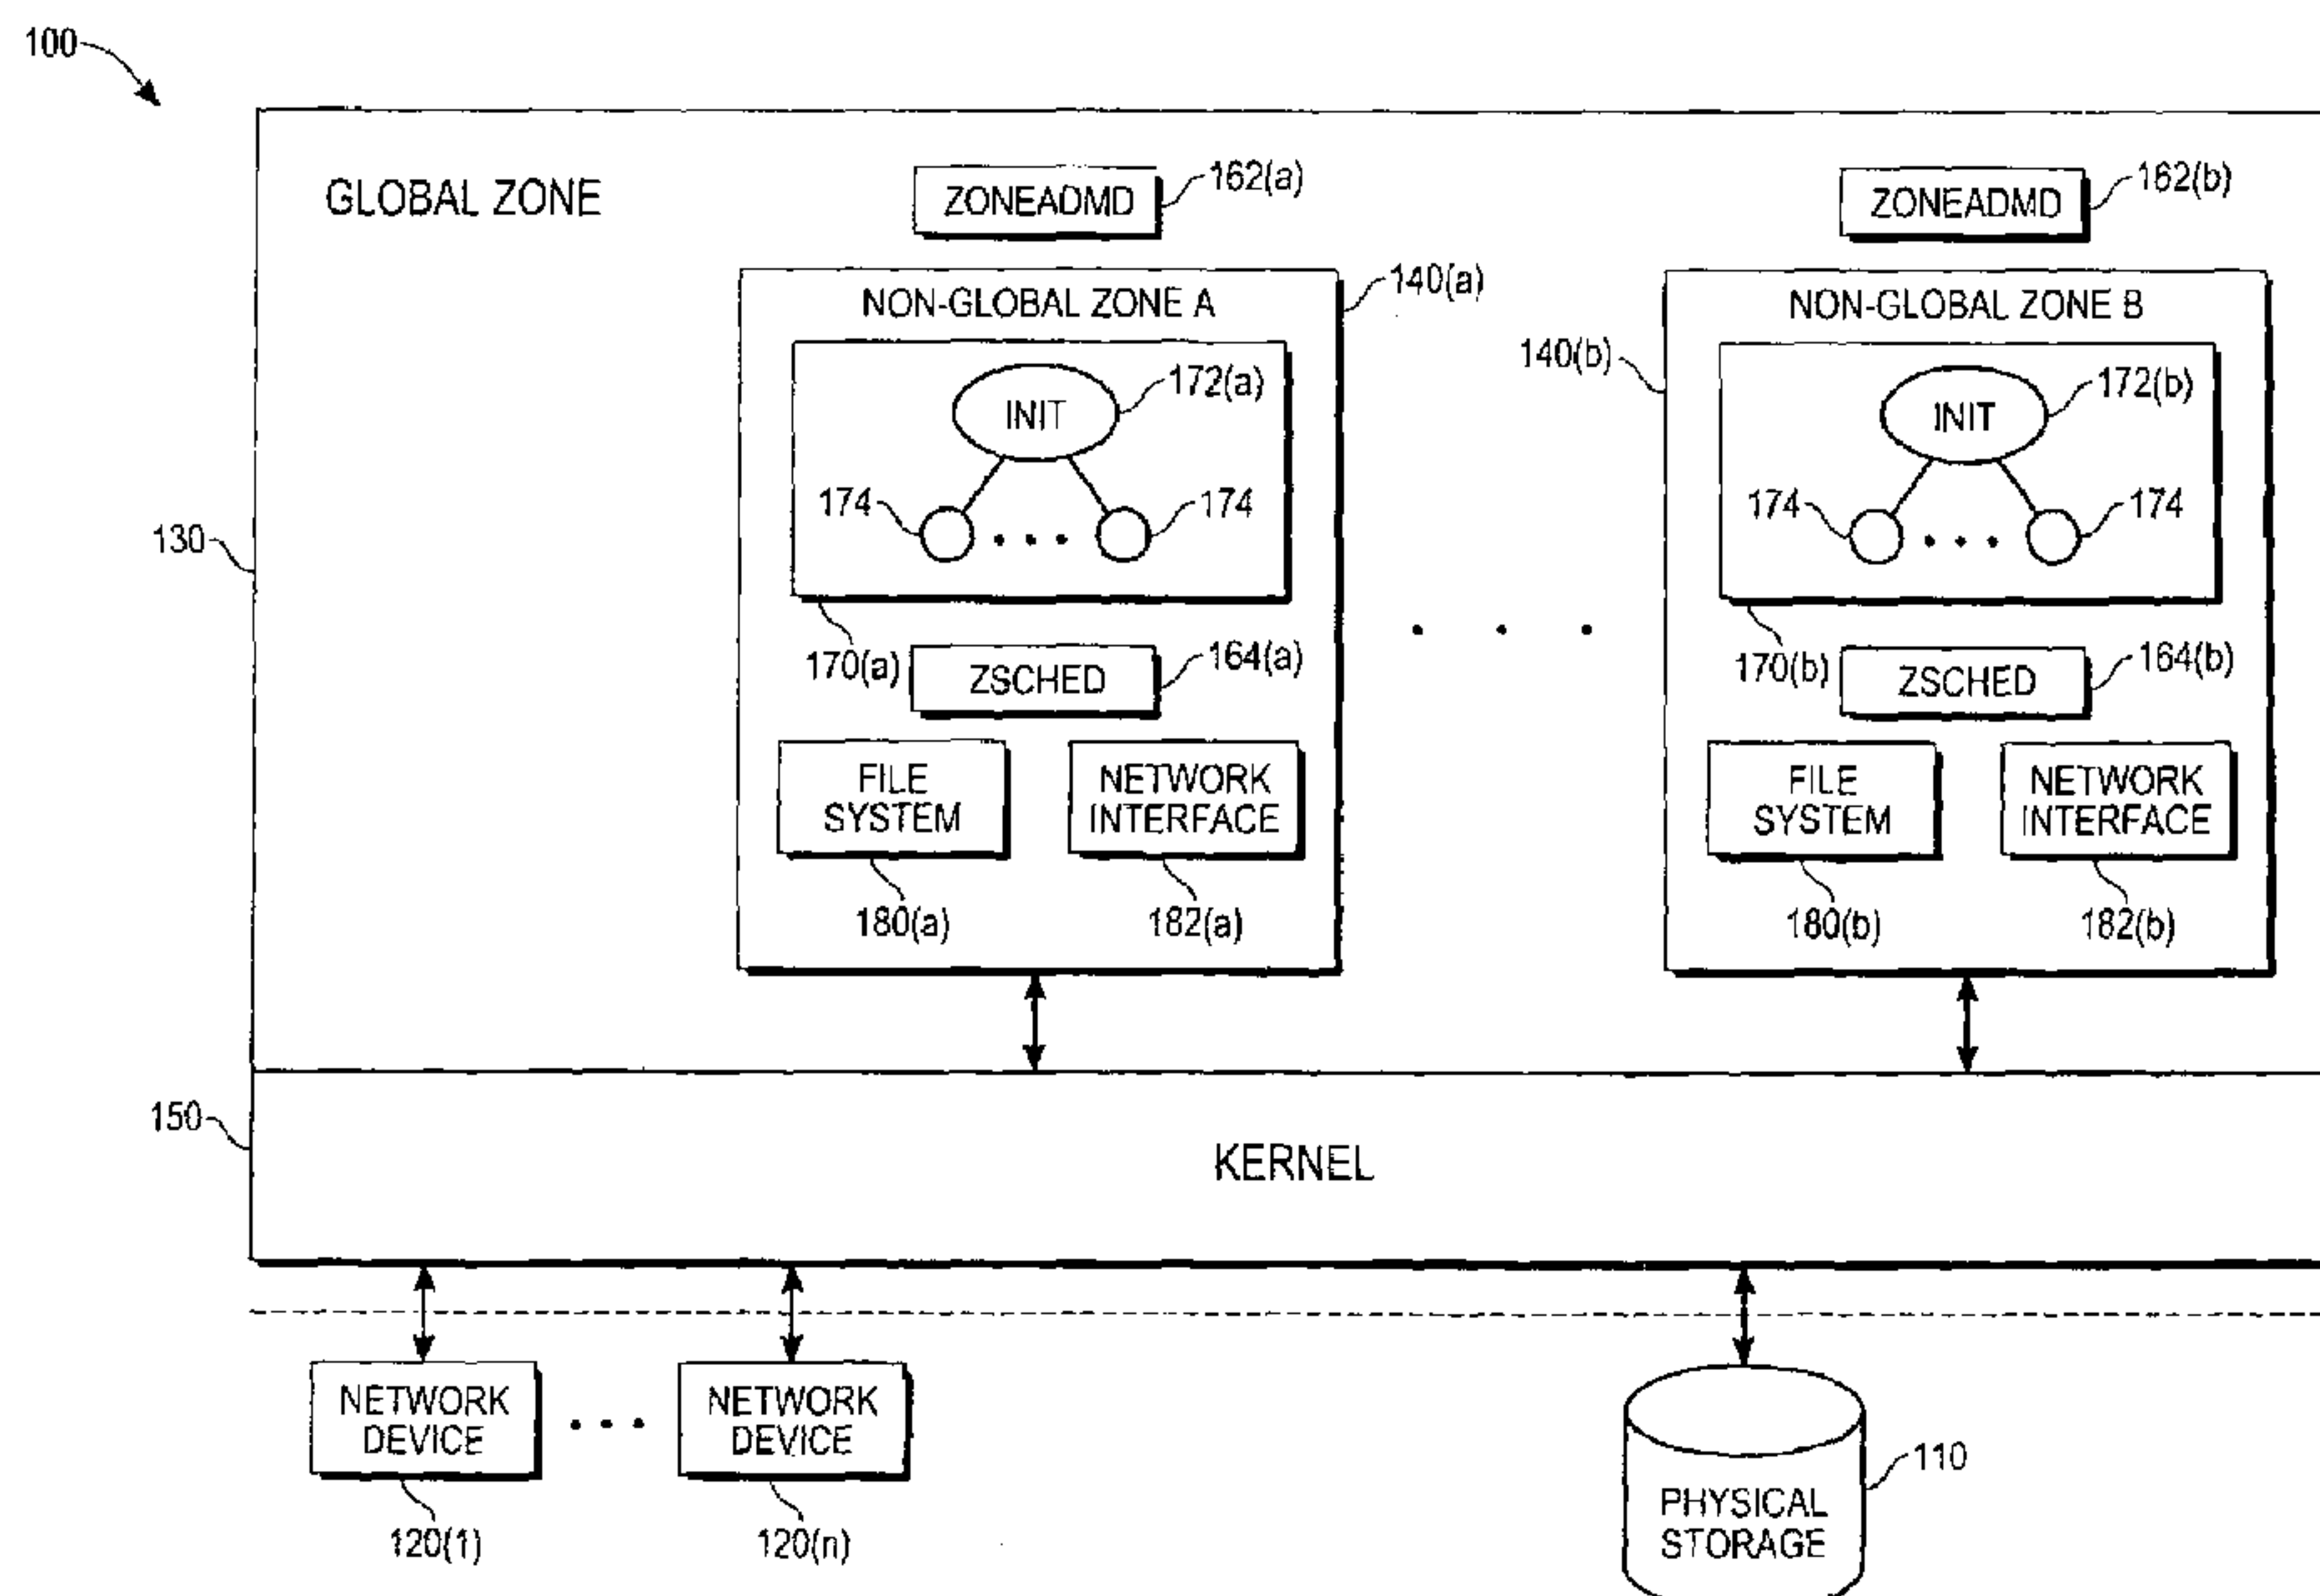 100
GLOBAL ZONE
ZONEADMD
162(a)
ZONEADMD
162(b)
140(a)
NON-GLOBAL ZONE A
NON-GLOBAL ZONE B
140(b)
INIT
172(a)
INIT
172(b)
174
174
174
174
130
170(a)
ZSCHED
164(a)
170(b)
ZSCHED
164(b)
FILE
SYSTEM
NETWORK
INTERFACE
FILE
SYSTEM
NETWORK
INTERFACE
180(a)
182(a)
180(b)
182(b)
150
KERNEL
NETWORK
DEVICE
NETWORK
DEVICE
120(1)
120(n)
110
PHYSICAL
STORAGE